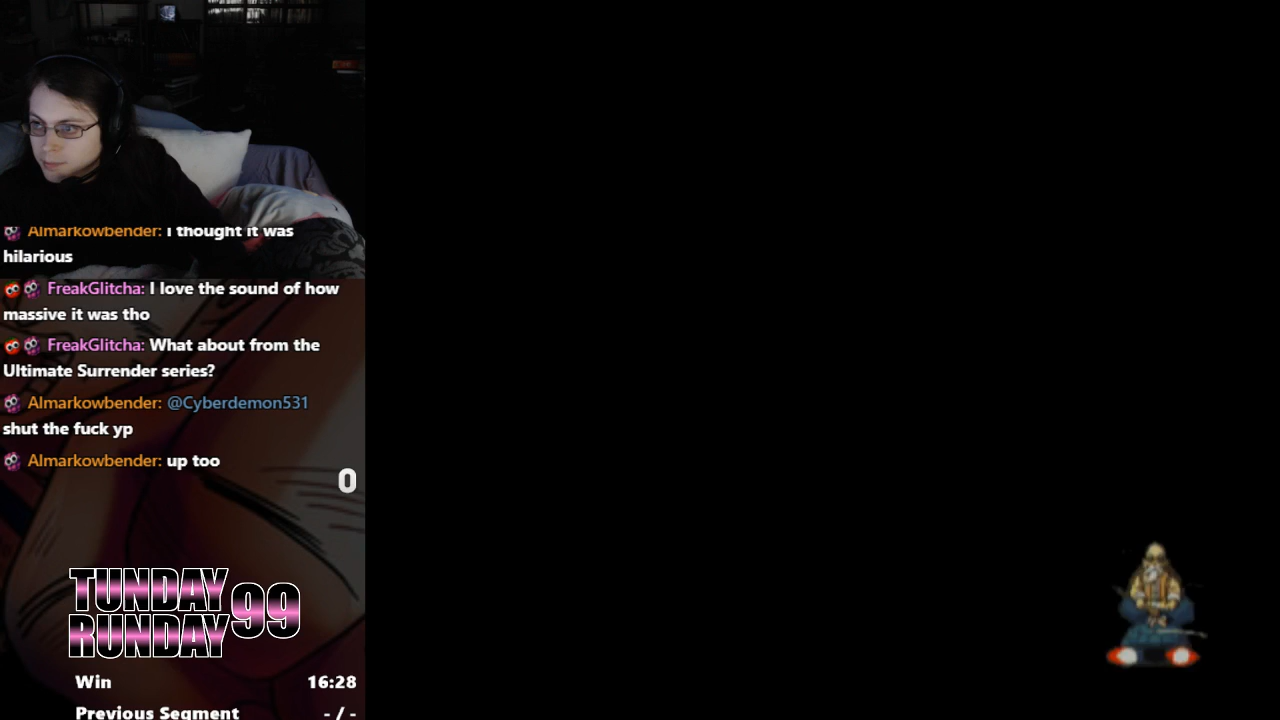 Almarkowbender: I thought it was
hilarious
FreakGlitcha: I love the sound of how
massive it was tho
FreakGlitcha: What about from the
Ultimate Surrender series?
Almarkowbender: @Cyberdemon531
shut the fuck yp
Almarkowbender: up too
0
TUNDAY
RUNDAY 99
Win 16:28
Previous Segment - / -